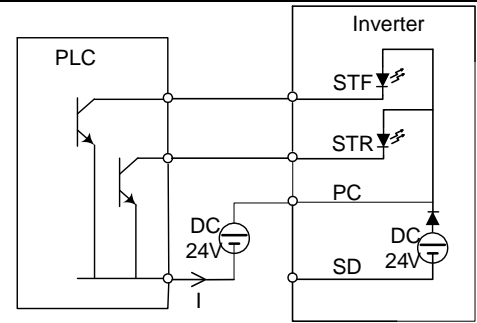 Inverter
PLC
STF
STR
PC
DC
24V
DC
24V
SD
I